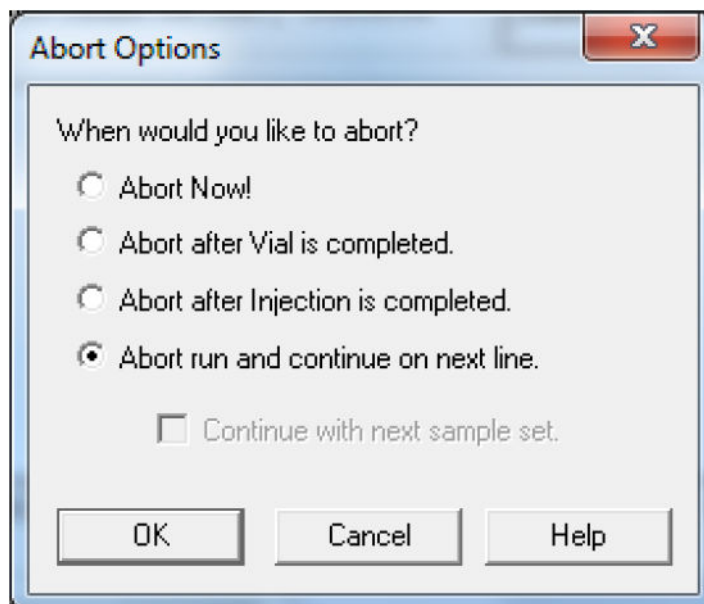 Abort Options
When would you like to abort?
Abort Now!
Abort after Vial is completed.
Abort after Injection is completed.
Abort run and continue on next line.
Continue with next sample set.
OK Cancel Help